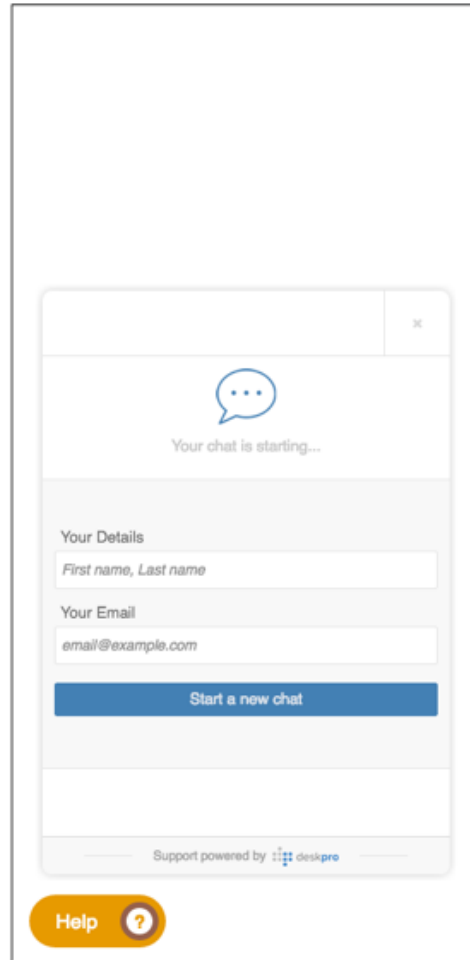 ×
Your chat is starting...
Your Details
First name, Last name
Your Email
email@example.com
Start a new chat
Support powered by deskpro
Help ?